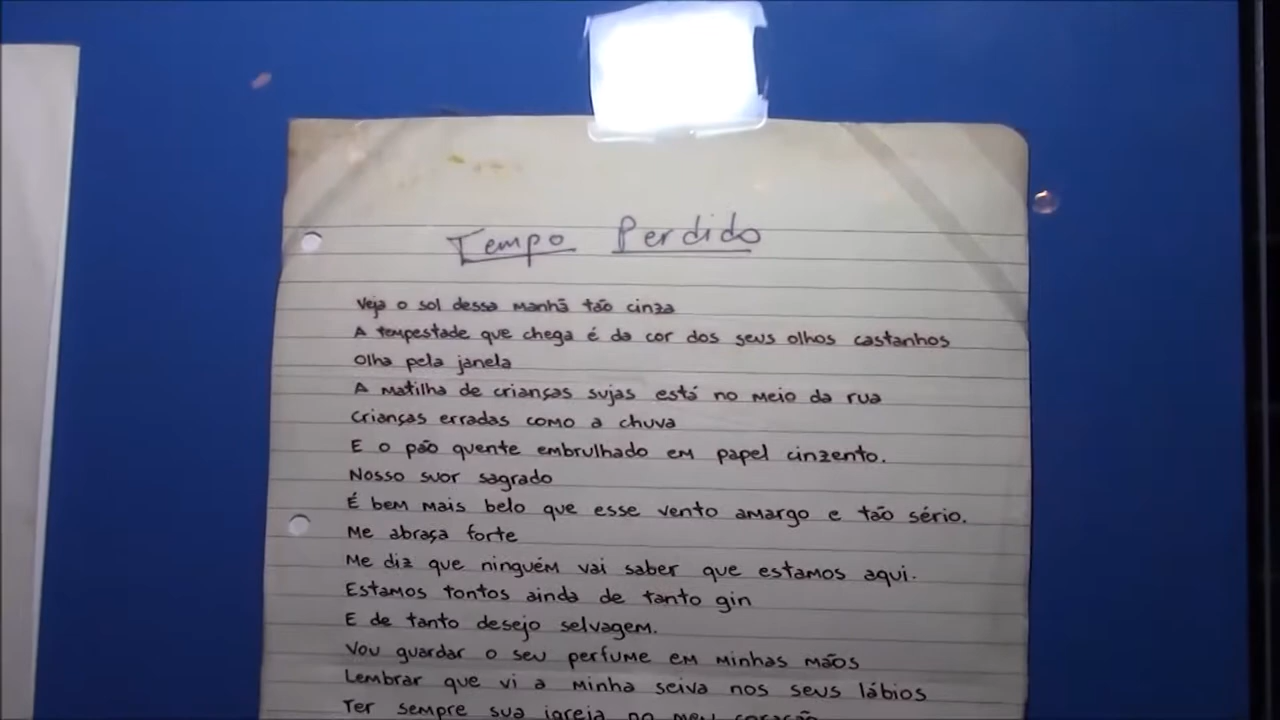 Tempo Perdido
Veja o sol dessa manhã tão cinza
A tempestade que chega é da cor dos seus olhos castanhos
Olha pela janela
A matilha de crianças sujas está no meio da rua
Crianças erradas como a chuva
E o pão quente embrulhado em papel cinzento.
Nosso suor sagrado
É bem mais belo que esse vento amargo e tão sério.
Me abraça forte
Me diz que ninguém vai saber que estamos aqui.
Estamos tontos ainda de tanto gin
E de tanto desejo selvagem.
Vou guardar o seu perfume em minhas mãos
Lembrar que vi a minha seiva nos seus lábios
Ter sempre sua igreja no meu coração